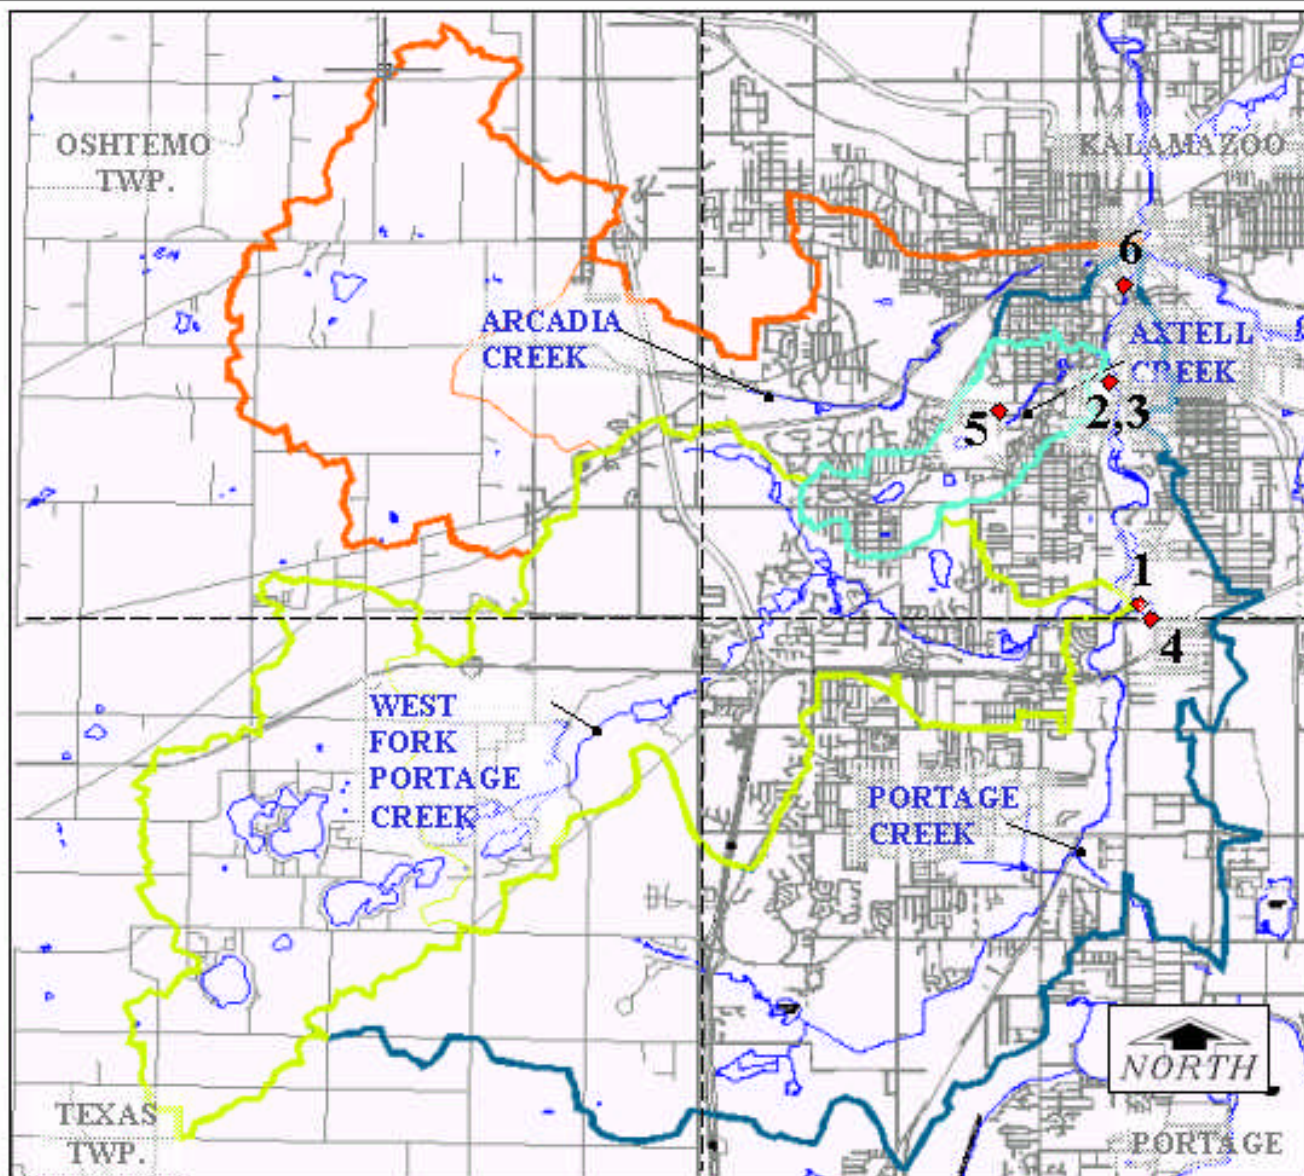 OSHTEMO
TWP.
KALAMAZOO
6
ARCADIA
CREEK
AXTELL
CREEK
2,3
5
1
4
WEST
FORK
PORTAGE
CREEK
PORTAGE
CREEK
NORTH
TEXAS
TWP.
PORTAGE